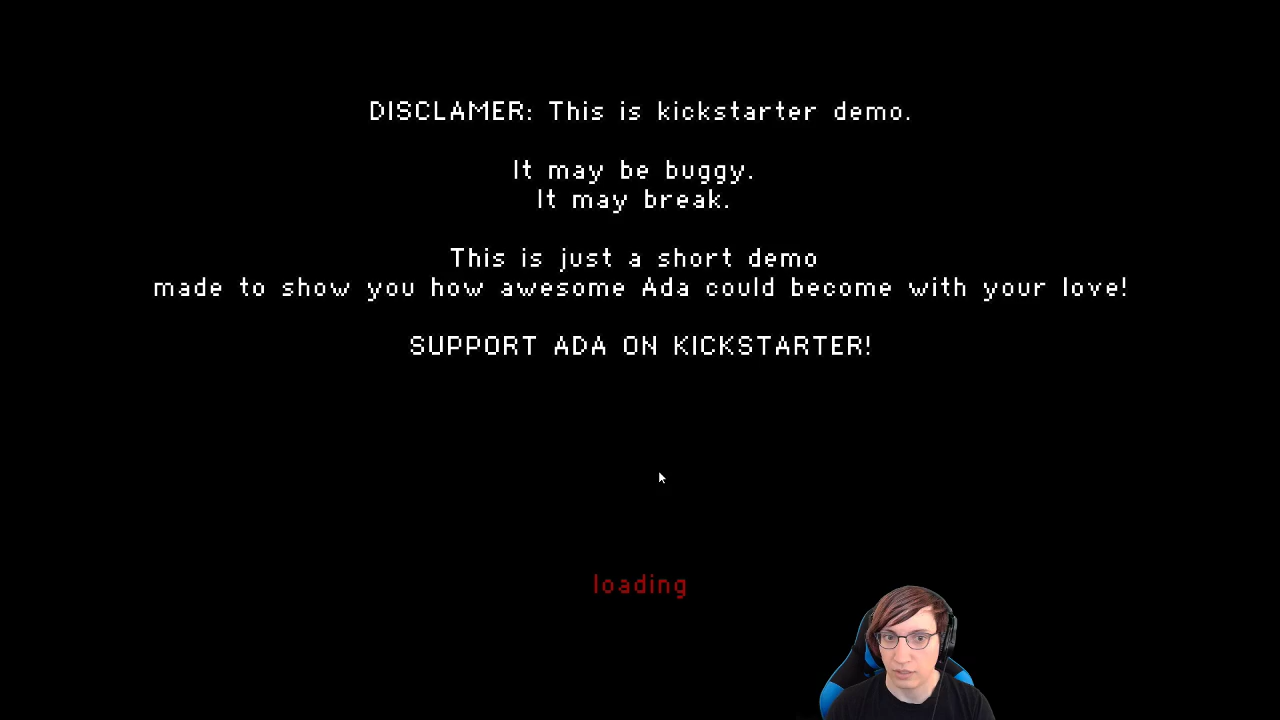 DISCLAMER: This is kickstarter demo.
It may be buggy.
It may break.
This is just a short demo
made to show you how awesome Ada could become with your love!
SUPPORT ADA ON KICKSTARTER!
loading